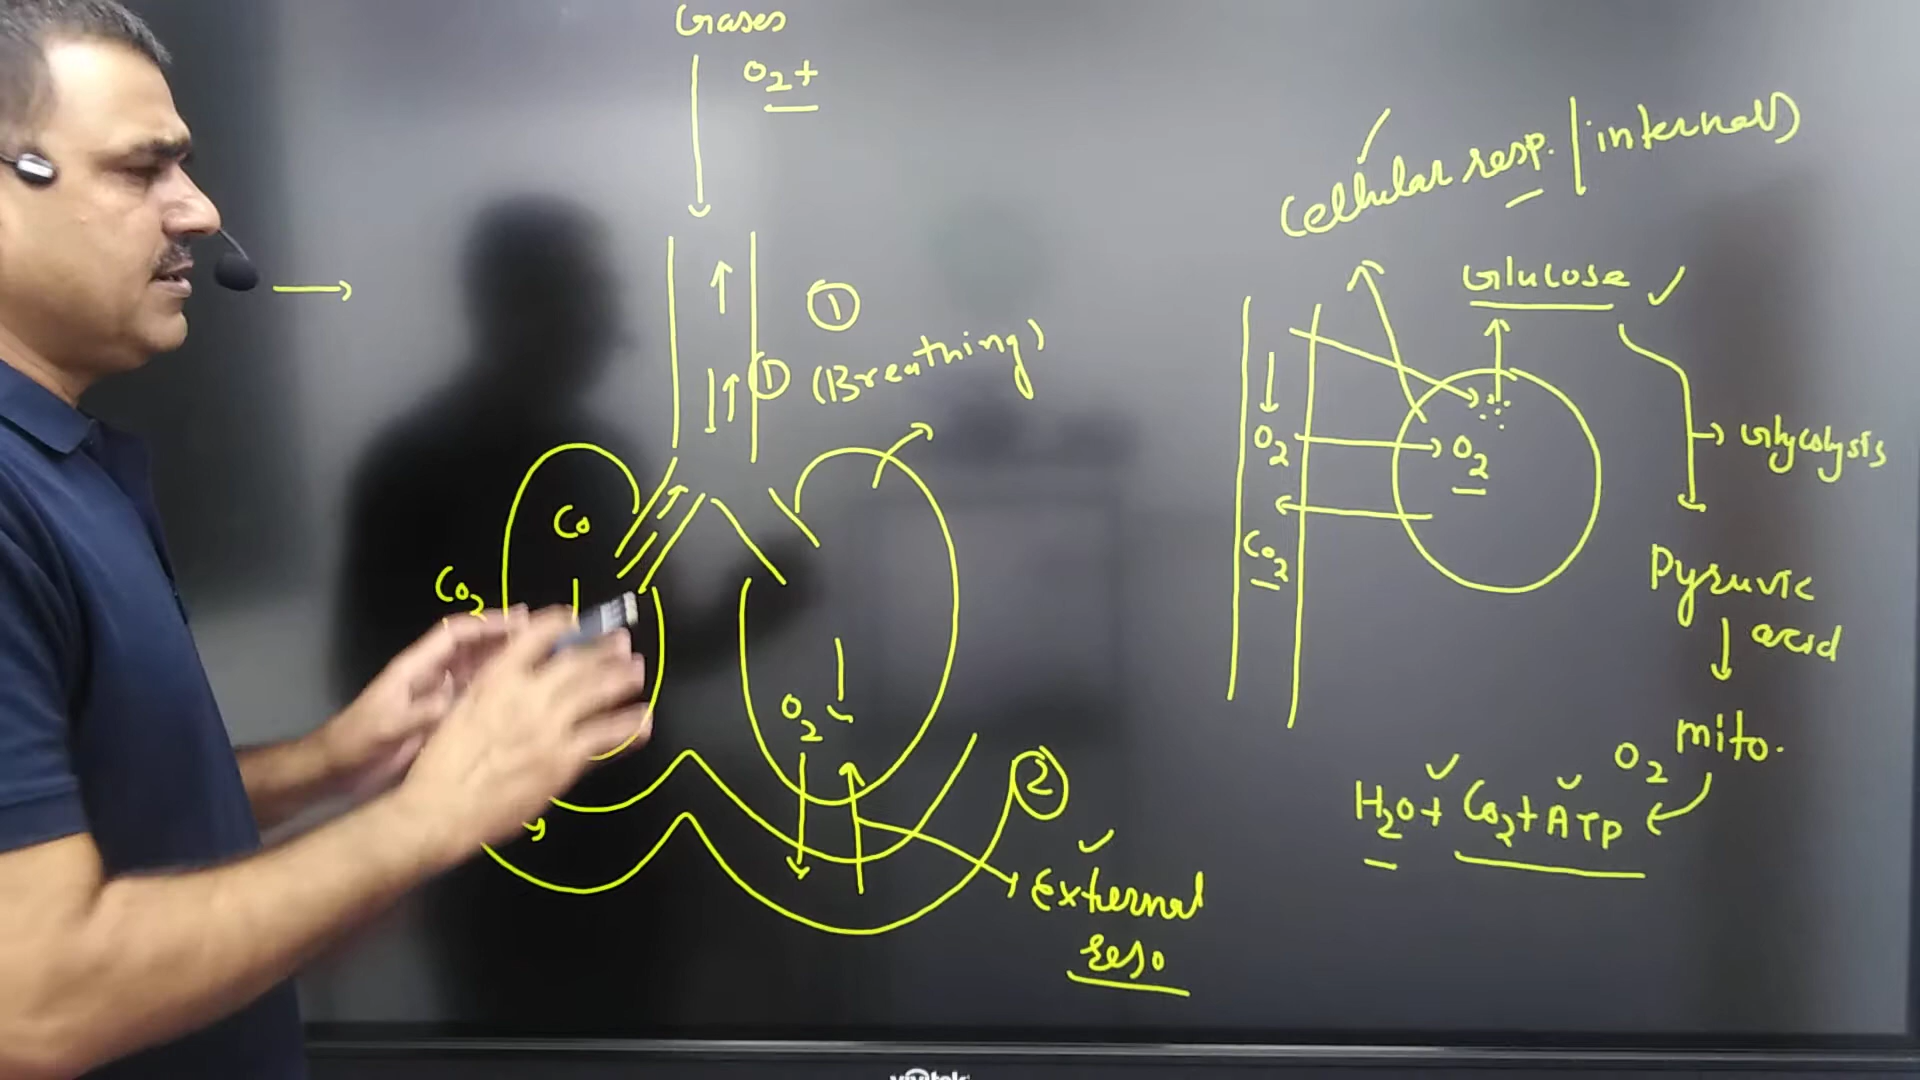 Gases
O2+
①
① (Breathing)
Co
Co2
O2
②
External
Cellular resp. | internal)
Glucose ✓
Glycolysis
O2
O2
Co2
Pyruvic
acid
mito.
O2
H2O + Co2 + ATP
vivitek